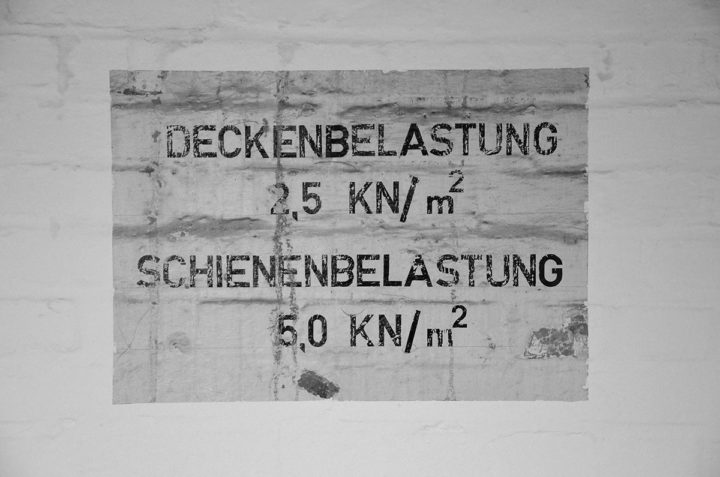 DECKENBELASTUNG
2,5 KN/m²
SCHIENENBELASTUNG
5,0 KN/m²